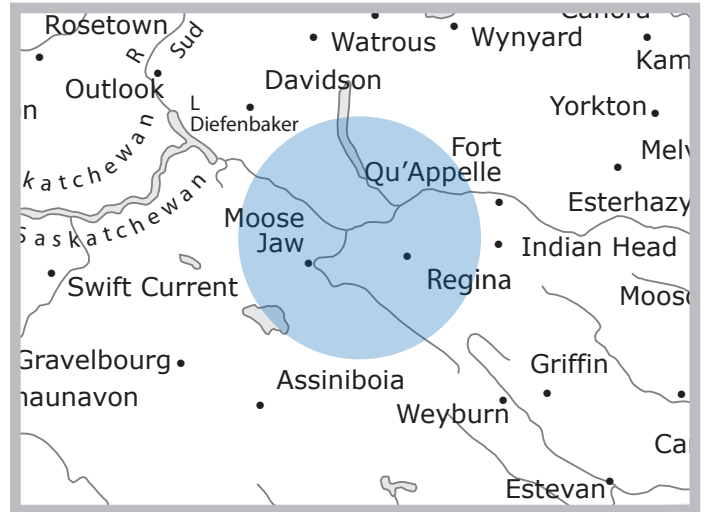 Rosetown
R
Sud
Watrous
Wynyard
Kam
Outlook
Davidson
L
Diefenbaker
Yorkton
n
katchewan
Fort
Qu'Appelle
Melv
Esterhazy
Saskatchewan
Moose
Jaw
Indian Head
Swift Current
Regina
Moos
Gravelbourg
Griffin
Assiniboia
haunavon
Weyburn
Ca
Estevan